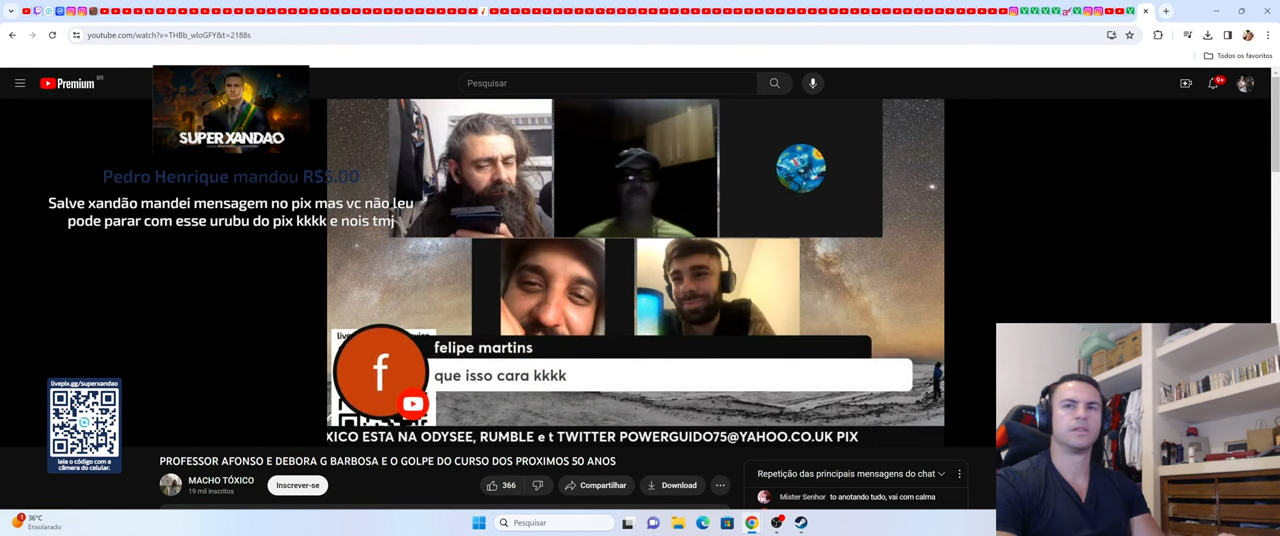 youtube.com/watch?v=THBb_wloGFY&t=2188s
Todos os favoritos
Premium
BR
Pesquisar
9+
SUPER XANDÃO
Pedro Henrique mandou R$5.00
Salve xandão mandei mensagem no pix mas vc não leu
pode parar com esse urubu do pix kkkk e nois tmj
felipe martins
f
que isso cara kkkk
livepix.gg/superxandao
leia o código com a
câmera do celular.
XICO ESTA NA ODYSEE, RUMBLE e t TWITTER POWERGUIDO75@YAHOO.CO.UK PIX
PROFESSOR AFONSO E DEBORA G BARBOSA E O GOLPE DO CURSO DOS PROXIMOS 50 ANOS
MACHO TÓXICO
19 mil inscritos
Inscrever-se
366
Compartilhar
Download
Repetição das principais mensagens do chat
Mister Senhor to anotando tudo, vai com calma
1
36°C
Ensolarado
Pesquisar